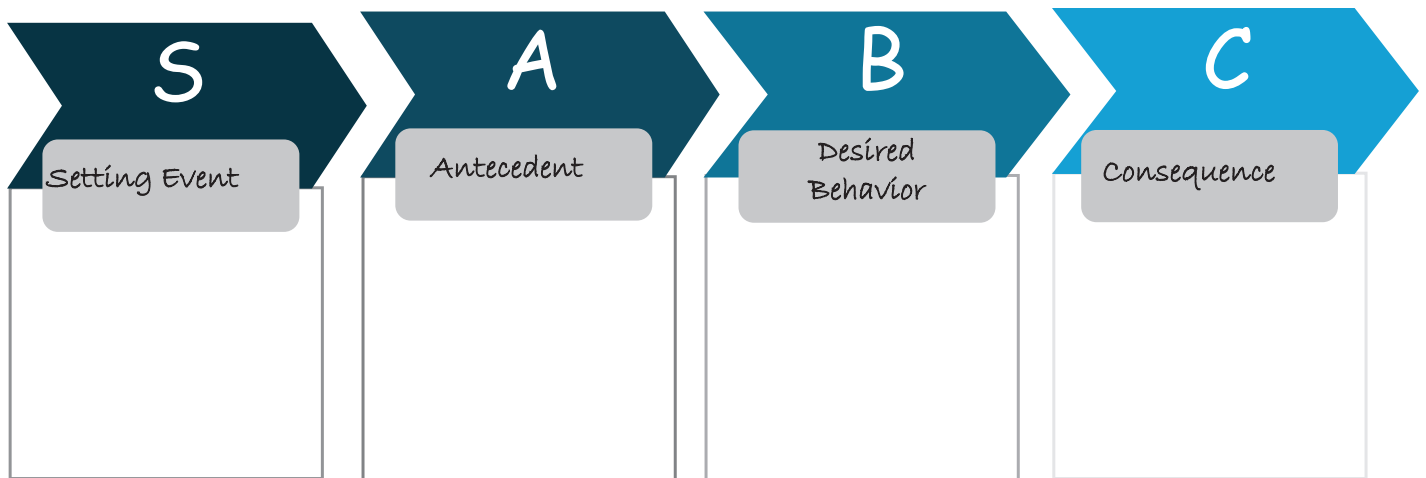 S
A
B
C
Setting Event
Antecedent
Desired
Behavior
Consequence